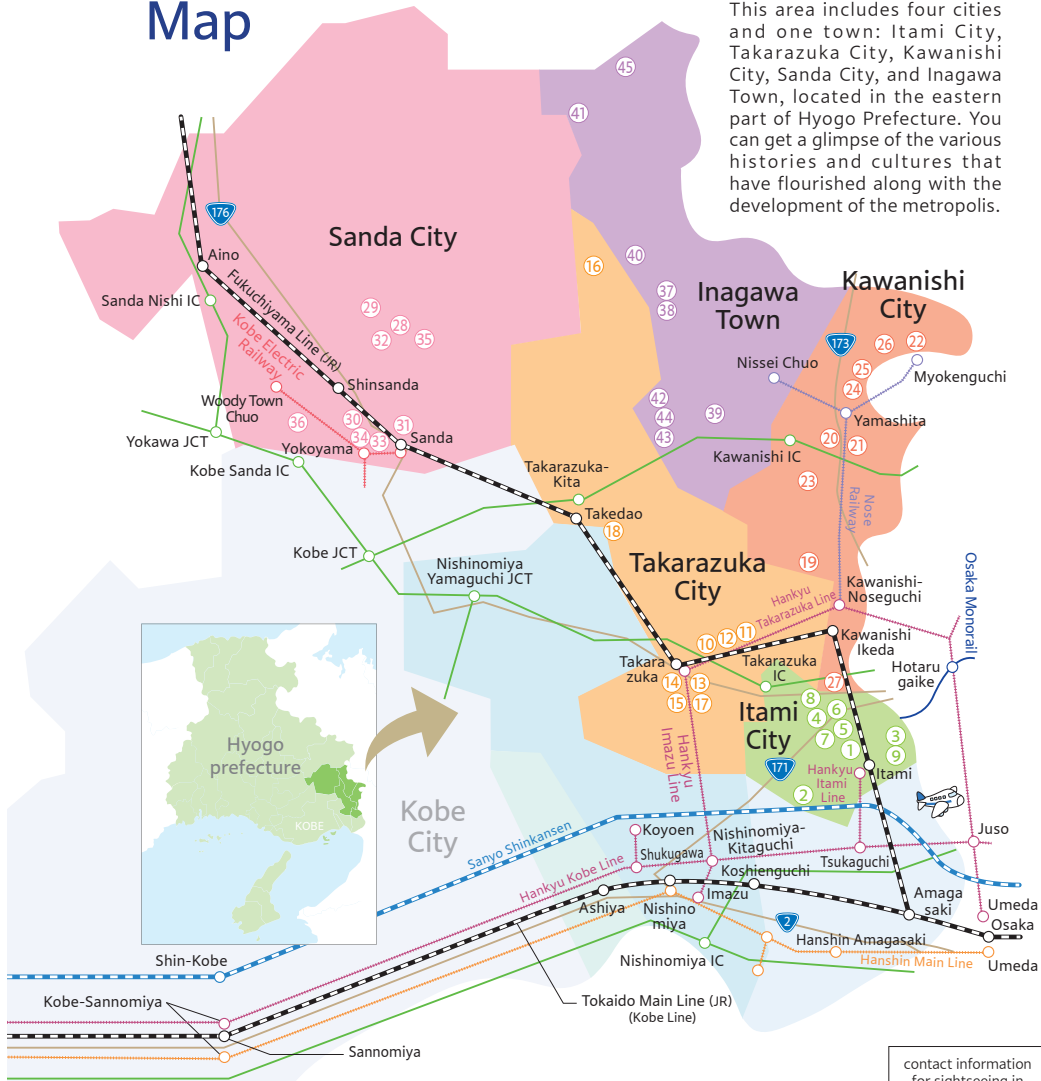 Map
This area includes four cities
and one town: Itami City,
Takarazuka City, Kawanishi
City, Sanda City, and Inagawa
Town, located in the eastern
part of Hyogo Prefecture. You
can get a glimpse of the various
histories and cultures that
have flourished along with the
development of the metropolis.
45
41
176
Sanda City
Aino
16
40
Sanda Nishi IC
Fukuchiyama Line (JR)
Kobe Electric
Railway
29
28
32
35
37
38
Inagawa
Town
Kawanishi
City
173
26
22
25
24
Nissei Chuo
Myokenguchi
Shinsanda
Woody Town
Chuo
36
30
31
34
33
Sanda
42
44
43
39
Yamashita
20
21
Yokawa JCT
Yokoyama
Kobe Sanda IC
Takarazuka-
Kita
Kawanishi IC
23
Nose
Railway
Takedao
18
Kobe JCT
Nishinomiya
Yamaguchi JCT
Takarazuka
City
19
Kawanishi-
Noseguchi
Osaka Monorail
Hankyu
Takarazuka Line
10
12
11
Kawanishi
Ikeda
Takara
zuka
Takarazuka
IC
Hotaru
gaike
14
13
15
17
27
8
6
4
5
7
1
3
9
Itami
City
Hankyu
Imazu Line
171
Hankyu
Itami
Line
Itami
2
Hyogo
prefecture
KOBE
Kobe
City
Sanyo Shinkansen
Koyoen
Nishinomiya-
Kitaguchi
Juso
Shukugawa
Tsukaguchi
Hankyu Kobe Line
Koshienguchi
Ashiya
Nishino
miya
Imazu
Amaga
saki
Umeda
Osaka
2
Hanshin Amagasaki
Hanshin Main Line
Umeda
Shin-Kobe
Nishinomiya IC
Kobe-Sannomiya
Tokaido Main Line (JR)
(Kobe Line)
Sannomiya
contact information
for sightseeing in